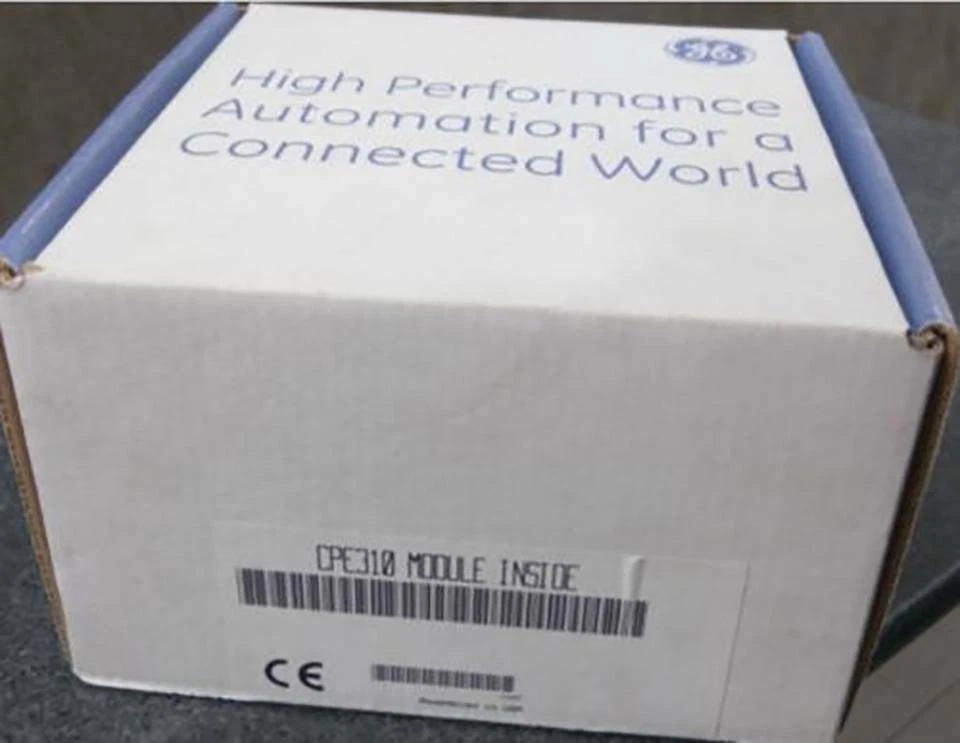 GE
High Performance
Automation for a
Connected World
CPE310 MODULE INSIDE
CE